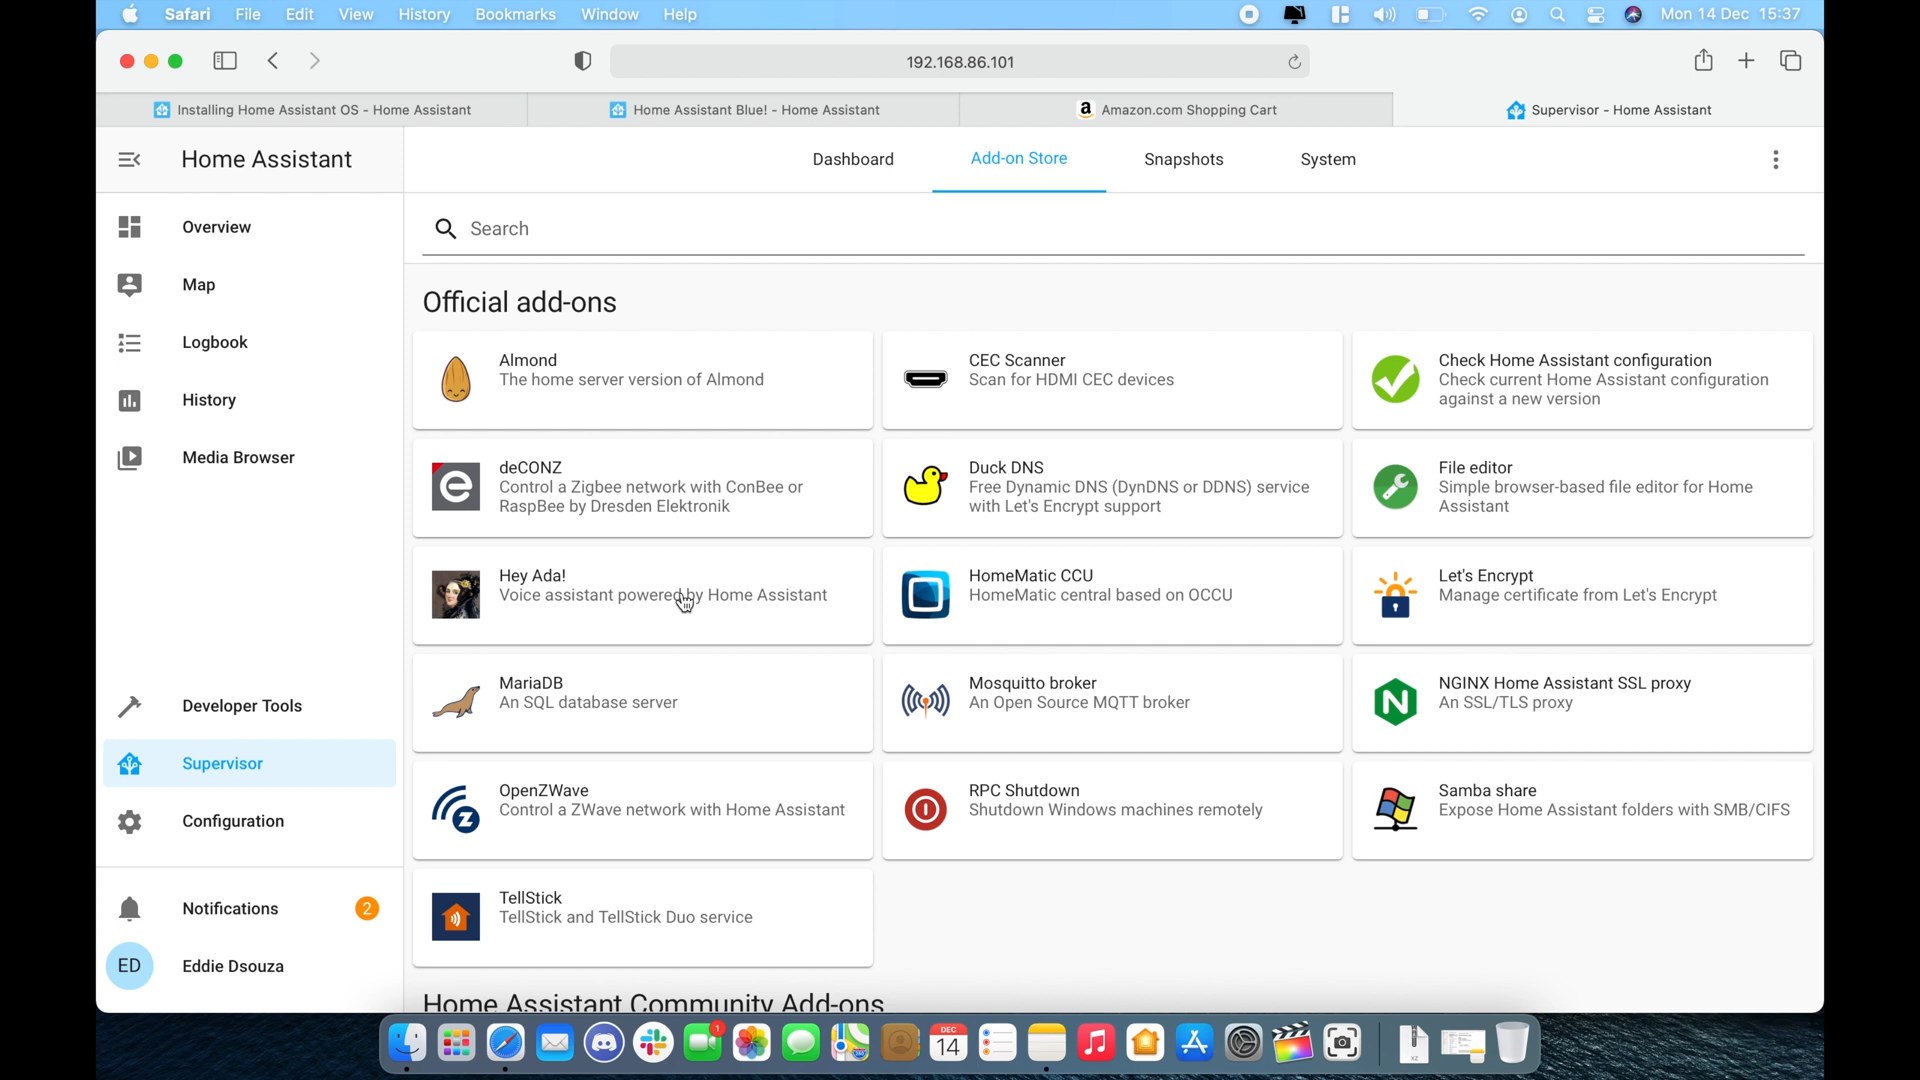 Safari File Edit View History Bookmarks Window Help Mon 14 Dec 15:37
192.168.86.101
Installing Home Assistant OS - Home Assistant
Home Assistant Blue! - Home Assistant
a Amazon.com Shopping Cart
Supervisor - Home Assistant
Home Assistant
Dashboard
Add-on Store
Snapshots
System
Overview
Map
Logbook
History
Media Browser
Developer Tools
Supervisor
Configuration
Notifications 2
ED Eddie Dsouza
Search
Official add-ons
Almond
The home server version of Almond
CEC Scanner
Scan for HDMI CEC devices
Check Home Assistant configuration
Check current Home Assistant configuration
against a new version
deCONZ
Control a Zigbee network with ConBee or
RaspBee by Dresden Elektronik
Duck DNS
Free Dynamic DNS (DynDNS or DDNS) service
with Let's Encrypt support
File editor
Simple browser-based file editor for Home
Assistant
Hey Ada!
Voice assistant powered by Home Assistant
HomeMatic CCU
HomeMatic central based on OCCU
Let's Encrypt
Manage certificate from Let's Encrypt
MariaDB
An SQL database server
Mosquitto broker
An Open Source MQTT broker
N
NGINX Home Assistant SSL proxy
An SSL/TLS proxy
Z
OpenZWave
Control a ZWave network with Home Assistant
RPC Shutdown
Shutdown Windows machines remotely
Samba share
Expose Home Assistant folders with SMB/CIFS
TellStick
TellStick and TellStick Duo service
Home Assistant Community Add-ons
1
DEC
14
XZ